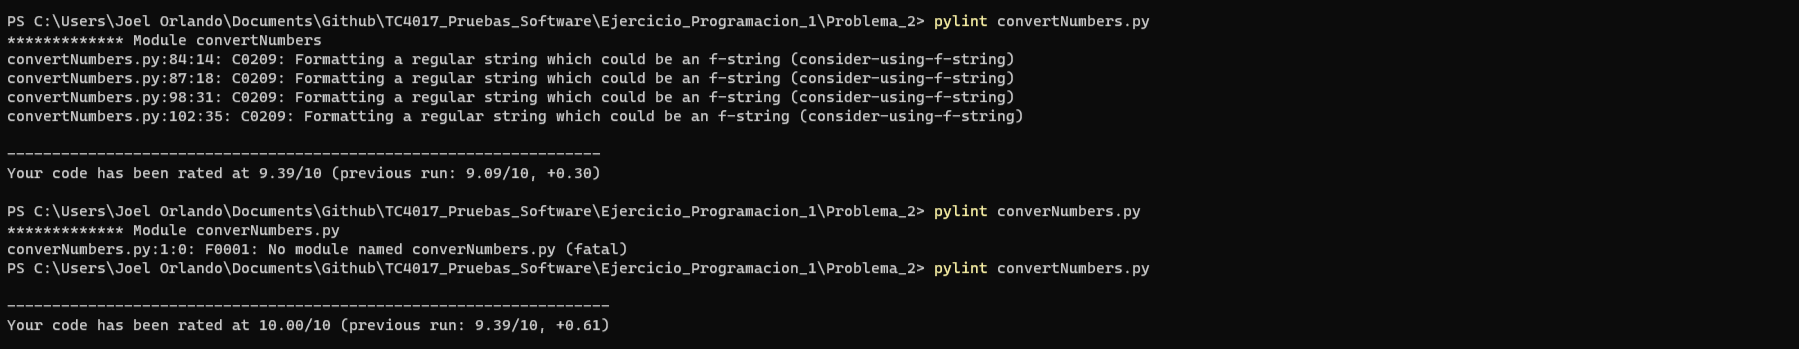 PS C:\Users\Joel Orlando\Documents\Github\TC4017_Pruebas_Software\Ejercicio_Programacion_1\Problema_2> pylint convertNumbers.py
************* Module convertNumbers
convertNumbers.py:84:14: C0209: Formatting a regular string which could be an f-string (consider-using-f-string)
convertNumbers.py:87:18: C0209: Formatting a regular string which could be an f-string (consider-using-f-string)
convertNumbers.py:98:31: C0209: Formatting a regular string which could be an f-string (consider-using-f-string)
convertNumbers.py:102:35: C0209: Formatting a regular string which could be an f-string (consider-using-f-string)
------------------------------------------------------------------
Your code has been rated at 9.39/10 (previous run: 9.09/10, +0.30)
PS C:\Users\Joel Orlando\Documents\Github\TC4017_Pruebas_Software\Ejercicio_Programacion_1\Problema_2> pylint converNumbers.py
************* Module converNumbers.py
converNumbers.py:1:0: F0001: No module named converNumbers.py (fatal)
PS C:\Users\Joel Orlando\Documents\Github\TC4017_Pruebas_Software\Ejercicio_Programacion_1\Problema_2> pylint convertNumbers.py
-------------------------------------------------------------------
Your code has been rated at 10.00/10 (previous run: 9.39/10, +0.61)